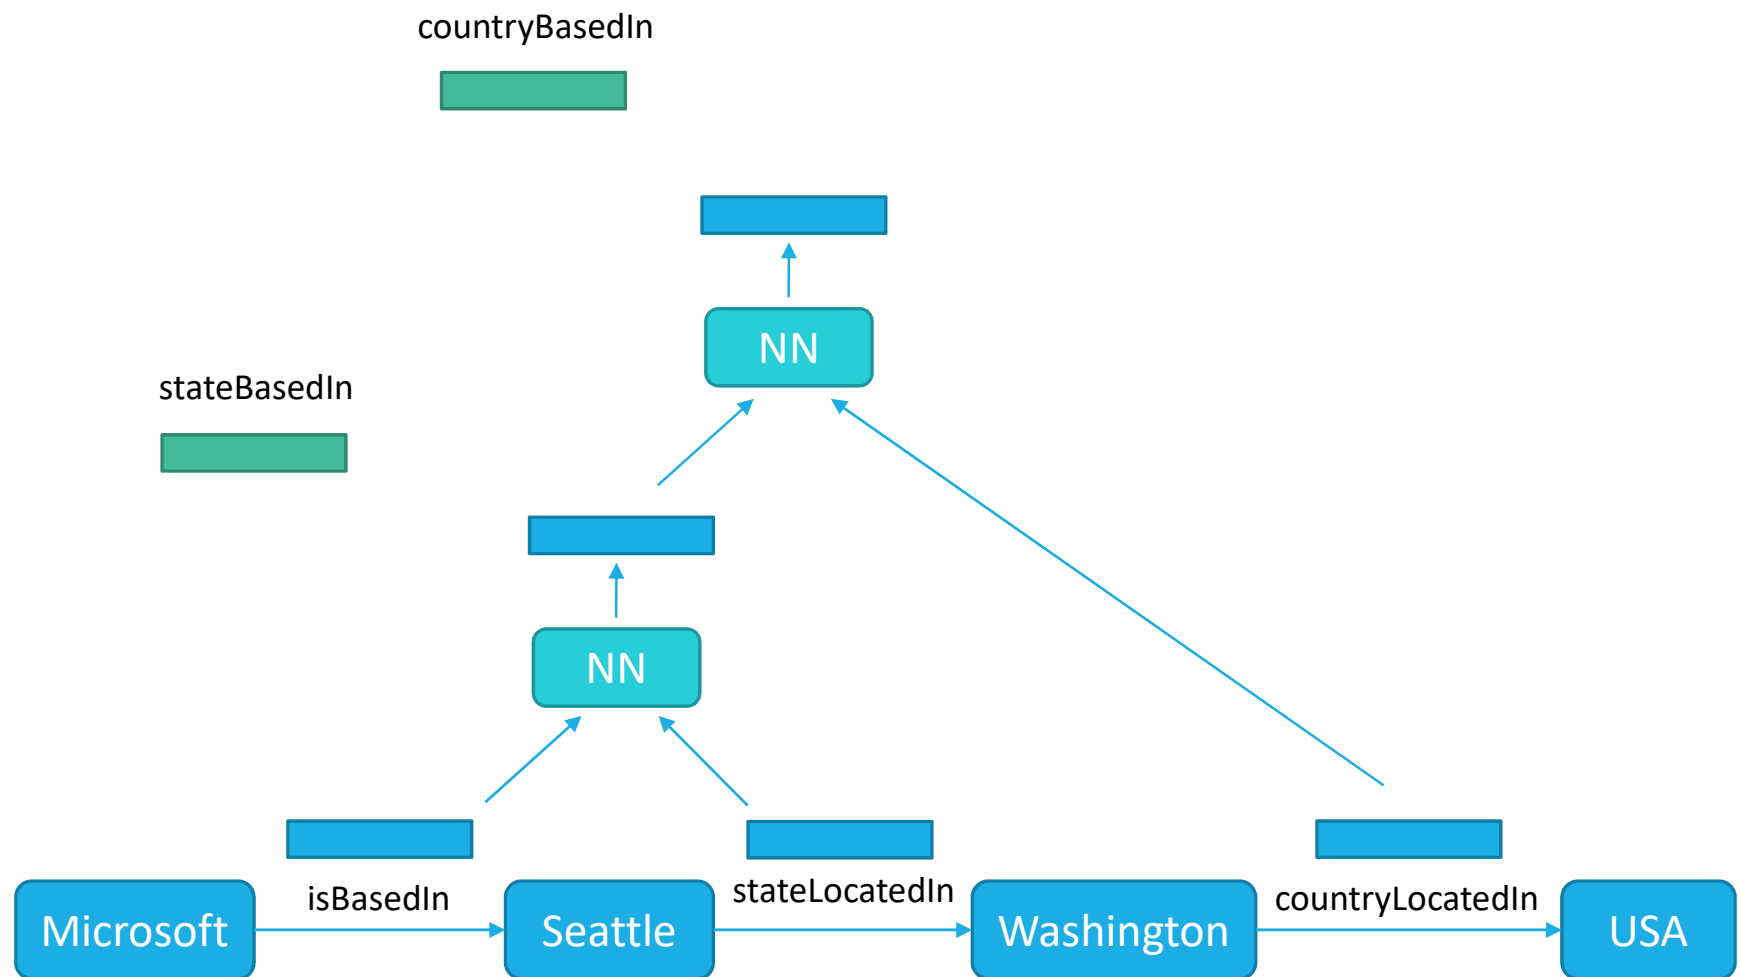 countryBasedIn
NN
stateBasedIn
NN
isBasedIn
stateLocatedIn
countryLocatedIn
Microsoft
Seattle
Washington
USA